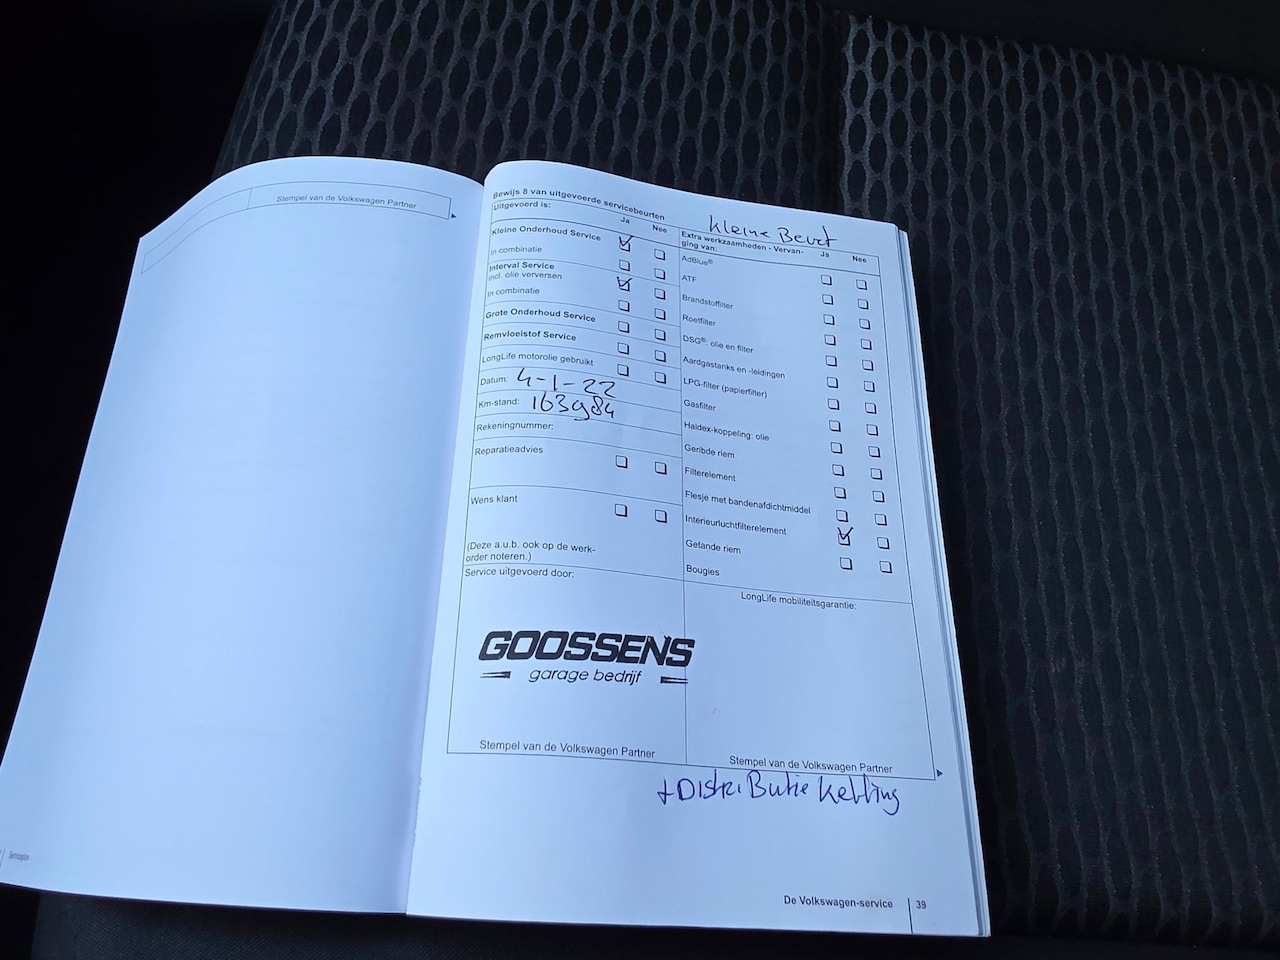 Stempel van de Volkswagen Partner
Bewijs 8 van uitgevoerde servicebeurten
Uitgevoerd is:
Ja
Nee
Kleine Onderhoud Service
In combinatie
Interval Service
incl. olie verversen
In combinatie
Grote Onderhoud Service
Remvloeistof Service
LongLife motorolie gebruikt
Datum: 4-1-22
Km-stand: 163984
Rekeningnummer:
Reparatieadvies
Wens klant
(Deze a.u.b. ook op de werk-
order noteren.)
Service uitgevoerd door:
GOOSSENS
garage bedrijf
Stempel van de Volkswagen Partner
Kleine Beurt
Extra werkzaamheden - Vervan-
ging van:
Ja
Nee
AdBlue®
ATF
Brandstoffilter
Roetfilter
DSG®: olie en filter
Aardgastanks en -leidingen
LPG-filter (papierfilter)
Gasfilter
Haldex-koppeling: olie
Geribde riem
Filterelement
Flesje met bandenafdichtmiddel
Interieurluchtfilterelement
Getande riem
Bougies
LongLife mobiliteitsgarantie:
Stempel van de Volkswagen Partner
+ Distributie Ketting
De Volkswagen-service
39
Serviceplan